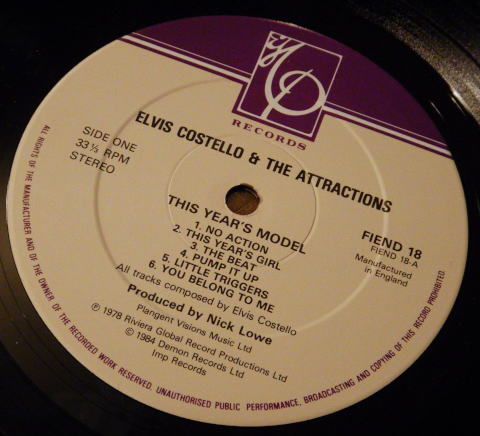 RECORDS
ELVIS COSTELLO & THE ATTRACTIONS
SIDE ONE
33⅓ RPM
STEREO
FIEND 18
FIEND 18-A
Manufactured
in England
THIS YEAR'S MODEL
1. NO ACTION
2. THIS YEAR'S GIRL
3. THE BEAT
4. PUMP IT UP
5. LITTLE TRIGGERS
6. YOU BELONG TO ME
All tracks composed by Elvis Costello
Produced by Nick Lowe
Plangent Visions Music Ltd
℗ 1978 Riviera Global Record Productions Ltd
© 1984 Demon Records Ltd
Imp Records
ALL RIGHTS OF THE MANUFACTURER AND OF THE OWNER OF THE RECORDED WORK RESERVED. UNAUTHORISED PUBLIC PERFORMANCE, BROADCASTING AND COPYING OF THIS RECORD PROHIBITED.